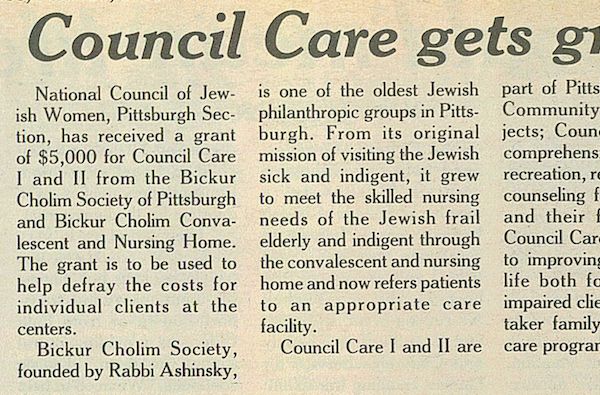 Council Care gets
National Council of Jew-
ish Women, Pittsburgh Sec-
tion, has received a grant
of $5,000 for Council Care
I and II from the Bickur
Cholim Society of Pittsburgh
and Bickur Cholim Conva-
lescent and Nursing Home.
The grant is to be used to
help defray the costs for
individual clients at the
centers.
Bickur Cholim Society,
founded by Rabbi Ashinsky,
is one of the oldest Jewish
philanthropic groups in Pitts-
burgh. From its original
mission of visiting the Jewish
sick and indigent, it grew
to meet the skilled nursing
needs of the Jewish frail
elderly and indigent through
the convalescent and nursing
home and now refers patients
to an appropriate care
facility.
Council Care I and II are
part of Pitts
Community
jects; Coun
comprehens
recreation, re
counseling f
and their f
Council Car
to improving
life both fo
impaired clie
taker family
care program